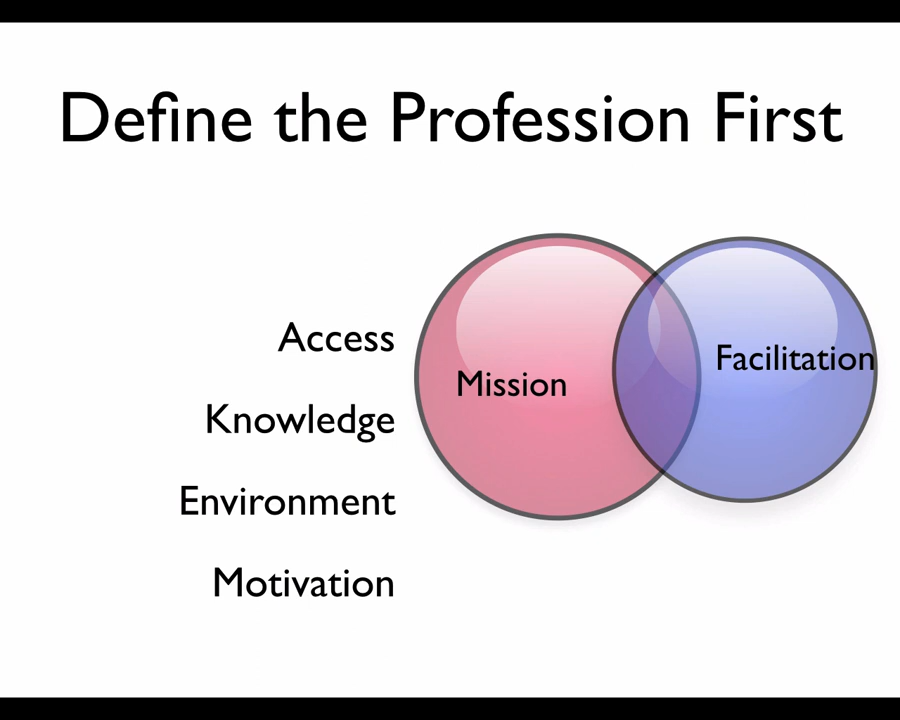 Define the Profession First
Access
Knowledge
Environment
Motivation
Mission
Facilitation